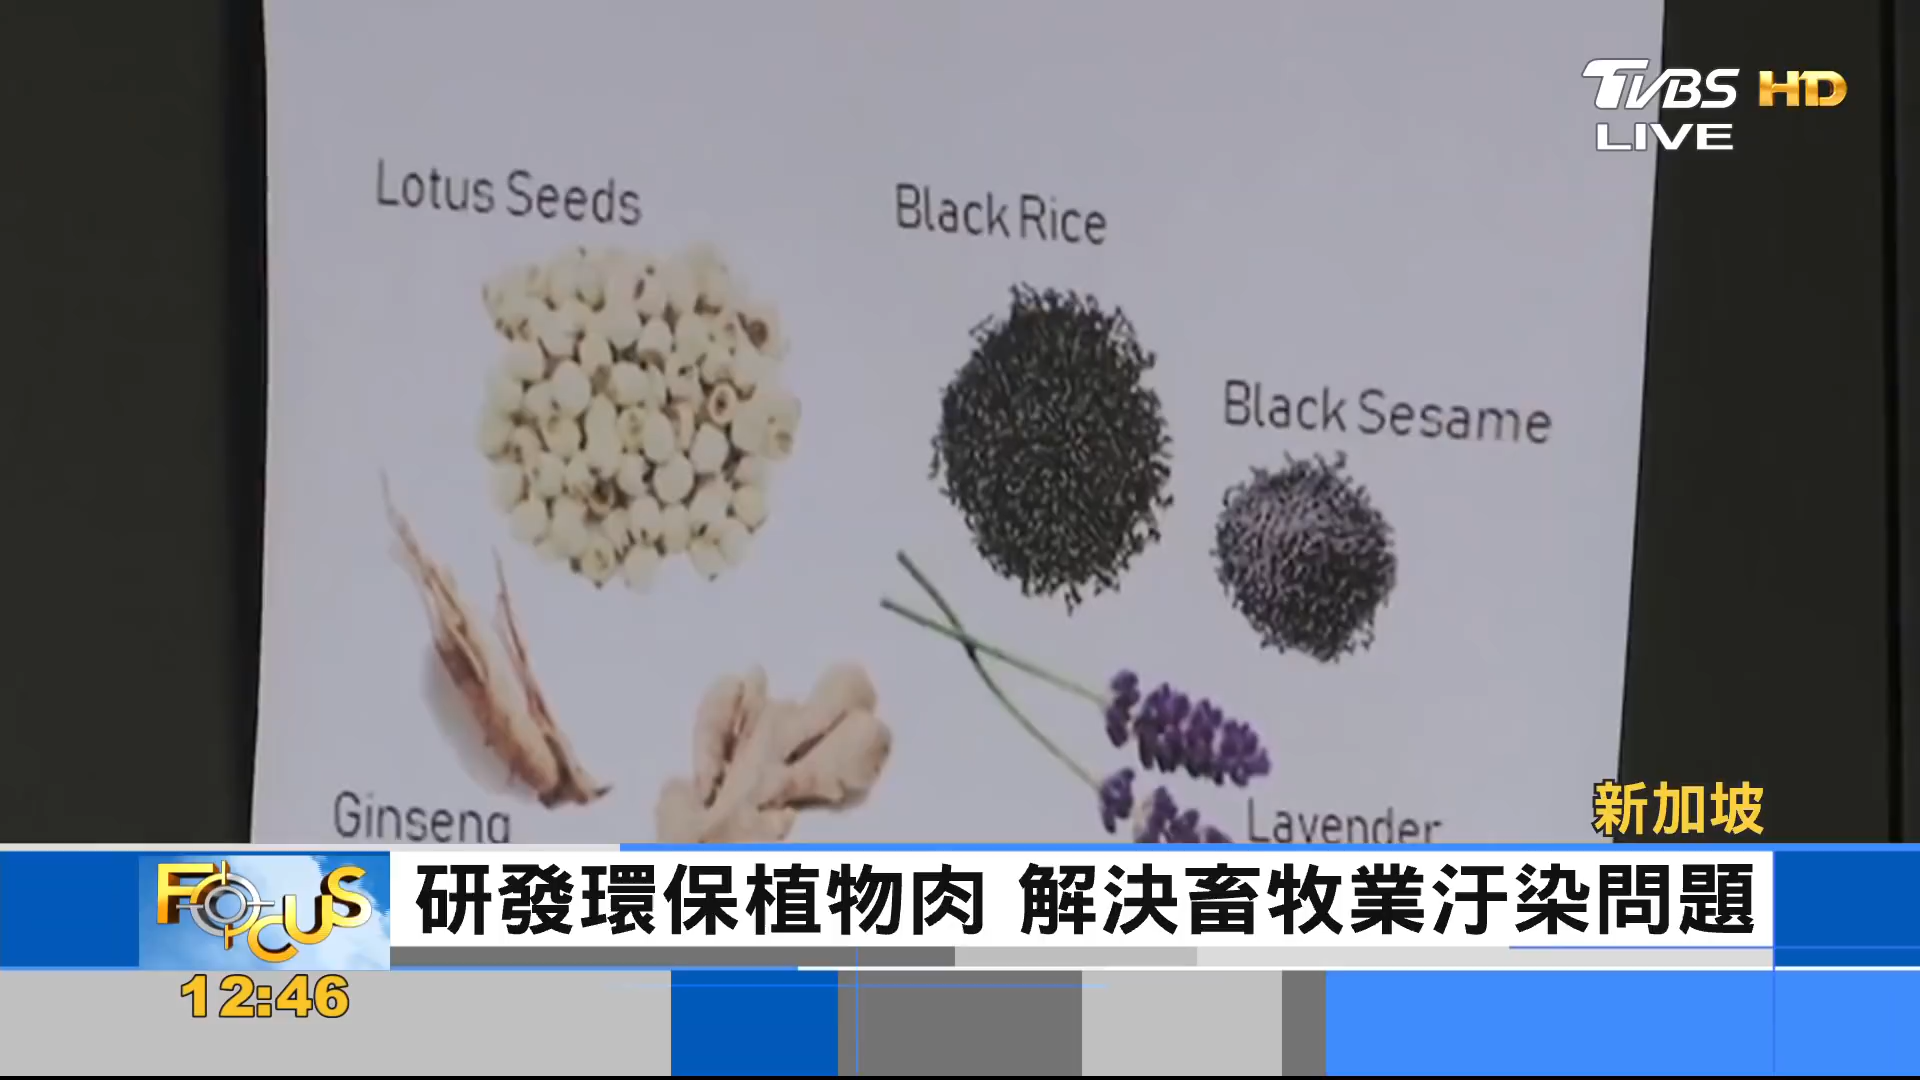 TVBS HD
LIVE
Lotus Seeds
Black Rice
Black Sesame
Ginseng
Lavender
新加坡
FOCUS
研發環保植物肉 解決畜牧業汙染問題
12:46